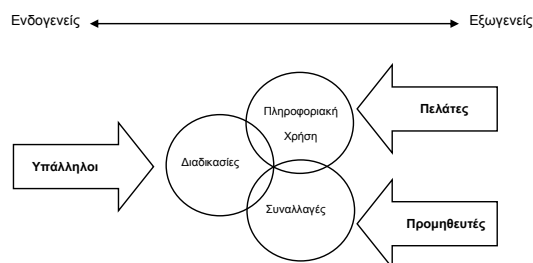 Ενδογενείς
Εξωγενείς
Πληροφοριακή
Χρήση
Πελάτες
Υπάλληλοι
Διαδικασίες
Συναλλαγές
Προμηθευτές